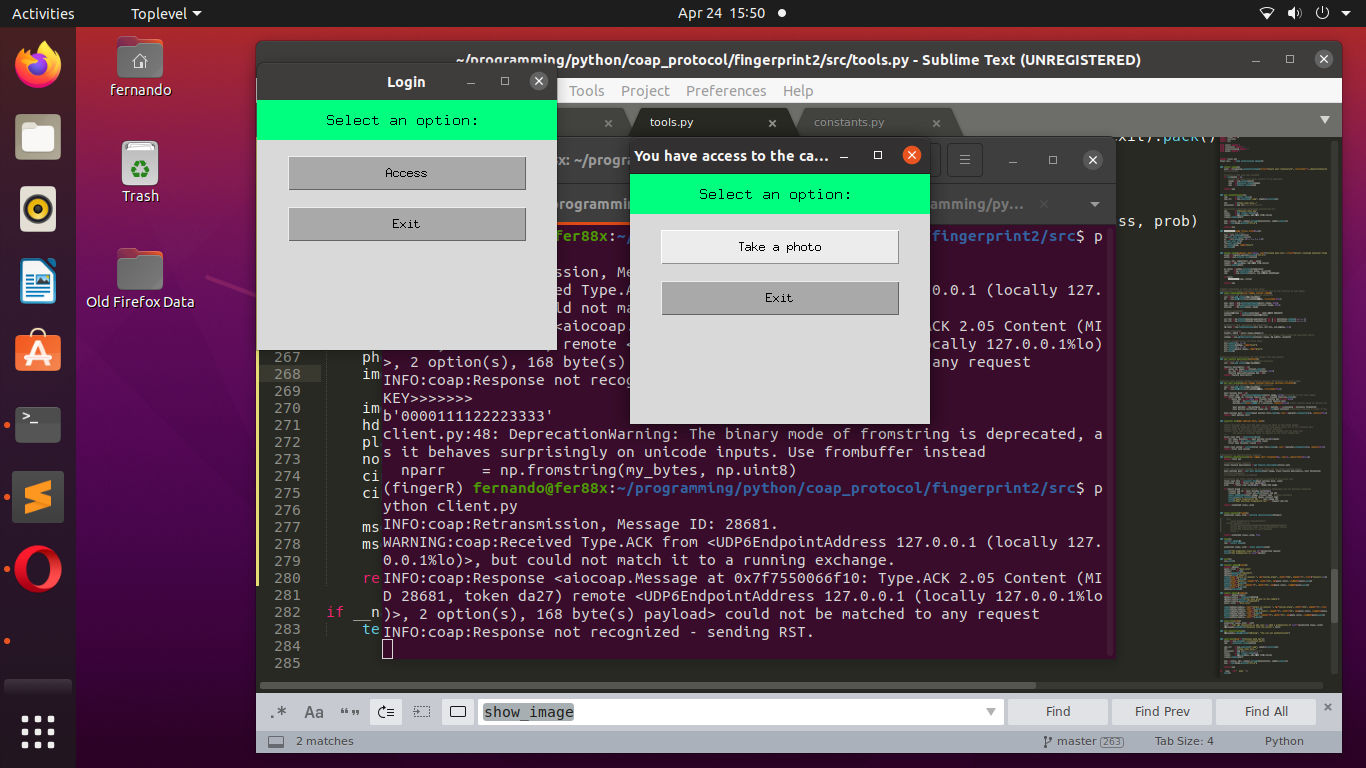 Activities
Toplevel
Apr 24 15:50
fernando
Trash
Old Firefox Data
~/programming/python/coap_protocol/fingerprint2/src/tools.py - Sublime Text (UNREGISTERED)
Tools Project Preferences Help
tools.py
constants.py
Login
Select an option:
Access
Exit
You have access to the ca...
Select an option:
Take a photo
Exit
xit).pack()
ss, prob)
x: ~/progr
programming
ramming/py...
fer88x:~/
/fingerprint2/src$ p
ssion, Me
ed Type.A
0.0.1 (locally 127.
ld not ma
<aiocoap.
ACK 2.05 Content (MI
remote <
ocally 127.0.0.1%lo)
>, 2 option(s), 168 byte(s)
any request
INFO:coap:Response not recog
KEY>>>>>>>
b'0000111122223333'
Client.py:48: DeprecationWarning: The binary mode of fromstring is deprecated, a
s it behaves surprisingly on unicode inputs. Use frombuffer instead
nparr = np.fromstring(my_bytes, np.uint8)
(fingerR) fernando@fer88x:~/programming/python/coap_protocol/fingerprint2/src$ p
ython client.py
INFO:coap:Retransmission, Message ID: 28681.
WARNING:coap:Received Type.ACK from <UDP6EndpointAddress 127.0.0.1 (locally 127.
0.0.1%lo)>, but could not match it to a running exchange.
INFO:coap:Response <aiocoap.Message at 0x7f7550066f10: Type.ACK 2.05 Content (MI
D 28681, token da27) remote <UDP6EndpointAddress 127.0.0.1 (locally 127.0.0.1%lo
)>, 2 option(s), 168 byte(s) payload> could not be matched to any request
INFO:coap:Response not recognized - sending RST.
267 ph
268 im
269
270 im
271 hd
272 pl
273 no
274 ci
275 ci
276
277 ms
278 ms
279
280 re
281
282 if __n
283 te
284
285
.* Aa “” show_image Find Find Prev Find All
2 matches
master 263
Tab Size: 4
Python